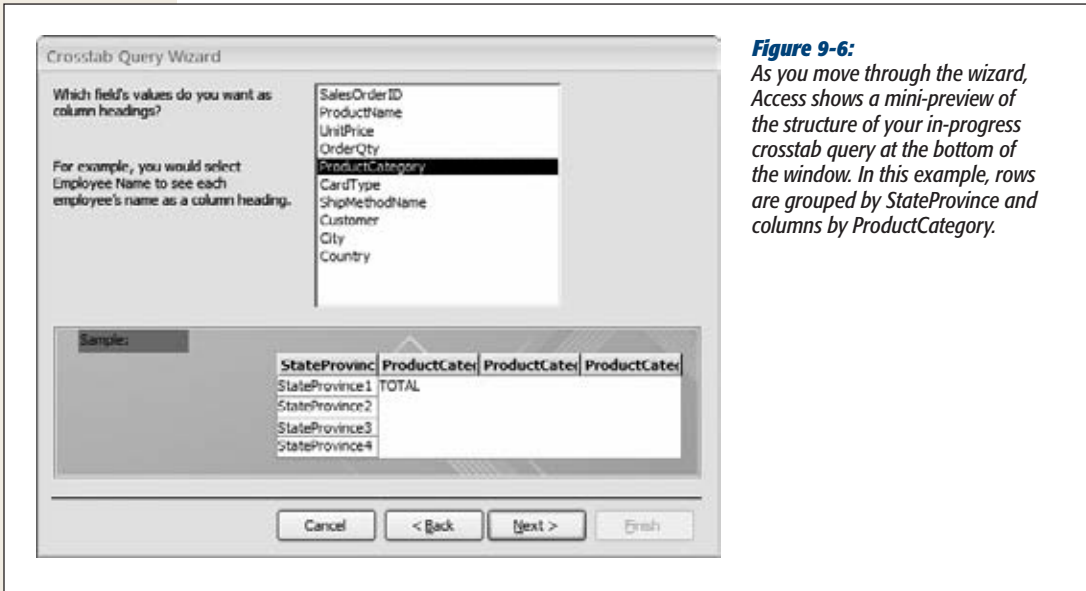 Crosstab Query Wizard
Which field's values do you want as
column headings?
For example, you would select
Employee Name to see each
employee's name as a column heading.
SalesOrderID
ProductName
UnitPrice
OrderQty
ProductCategory
CardType
ShipMethodName
Customer
City
Country
Sample:
StateProvinc ProductCate ProductCate ProductCate
StateProvince1 TOTAL
StateProvince2
StateProvince3
StateProvince4
Cancel
< Back
Next >
Finish
Figure 9-6:
As you move through the wizard,
Access shows a mini-preview of
the structure of your in-progress
crosstab query at the bottom of
the window. In this example, rows
are grouped by StateProvince and
columns by ProductCategory.